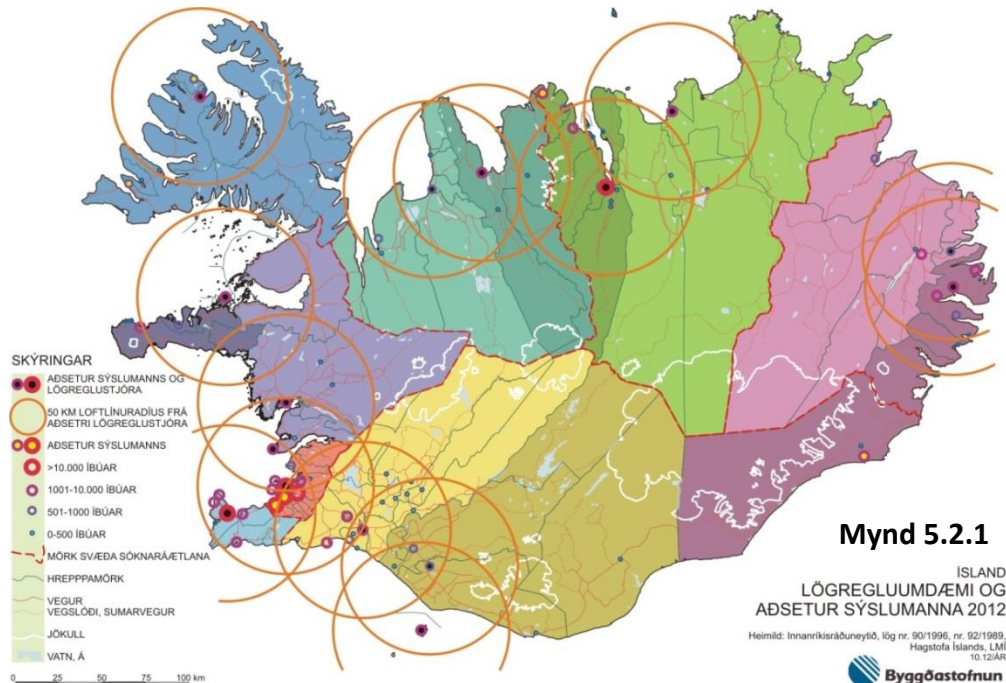 SKÝRINGAR
AÐSETUR SÝSLUMANNS OG
LÖGREGLUSTJÓRA
50 KM LOFTLÍNURADÍUS FRÁ
AÐSETRI LÖGREGLUSTJÓRA
AÐSETUR SÝSLUMANNS
>10.000 ÍBÚAR
1001-10.000 ÍBÚAR
501-1000 ÍBÚAR
0-500 ÍBÚAR
MÖRK SVÆÐA SÓKNARÁÆTLANA
HREPPPAMÖRK
VEGUR
VEGSLÓÐI, SUMARVEGUR
JÖKULL
VATN, Á
0 25 50 75 100 km
Mynd 5.2.1
ÍSLAND
LÖGREGLUUMDÆMI OG
AÐSETUR SÝSLUMANNA 2012
Heimild: Innanríkisráðuneytið, lög nr. 90/1996, nr. 92/1989,
Hagstofa Íslands, LMÍ
10.12/ÁR
Byggðastofnun